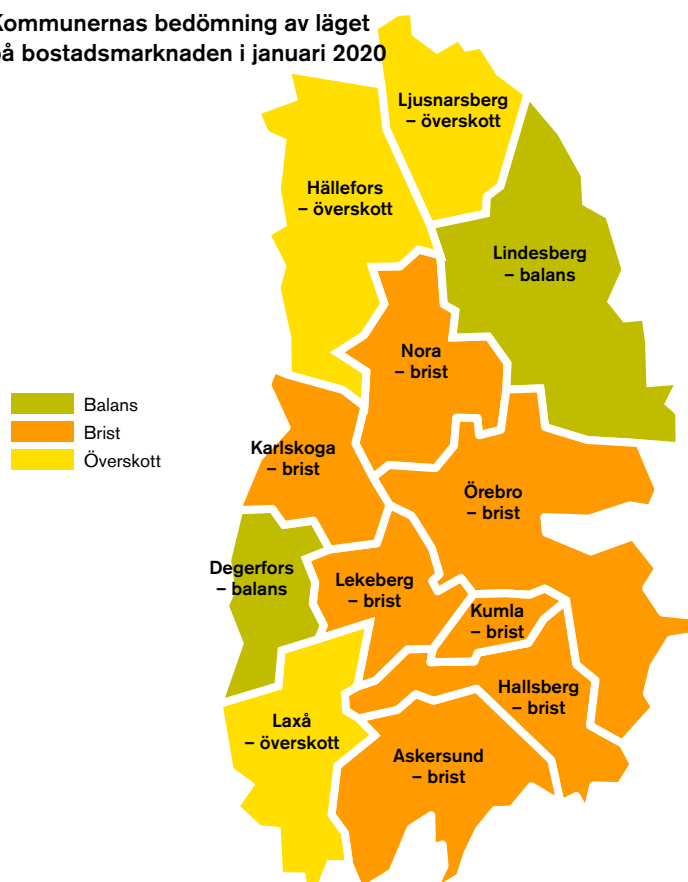 Kommunernas bedömning av läget
på bostadsmarknaden i januari 2020
Ljusnarsberg
– överskott
Hällefors
– överskott
Lindesberg
– balans
Nora
– brist
Balans
Brist
Överskott
Karlskoga
– brist
Örebro
– brist
Degerfors
– balans
Lekeberg
– brist
Kumla
– brist
Hallsberg
– brist
Laxå
– överskott
Askersund
– brist